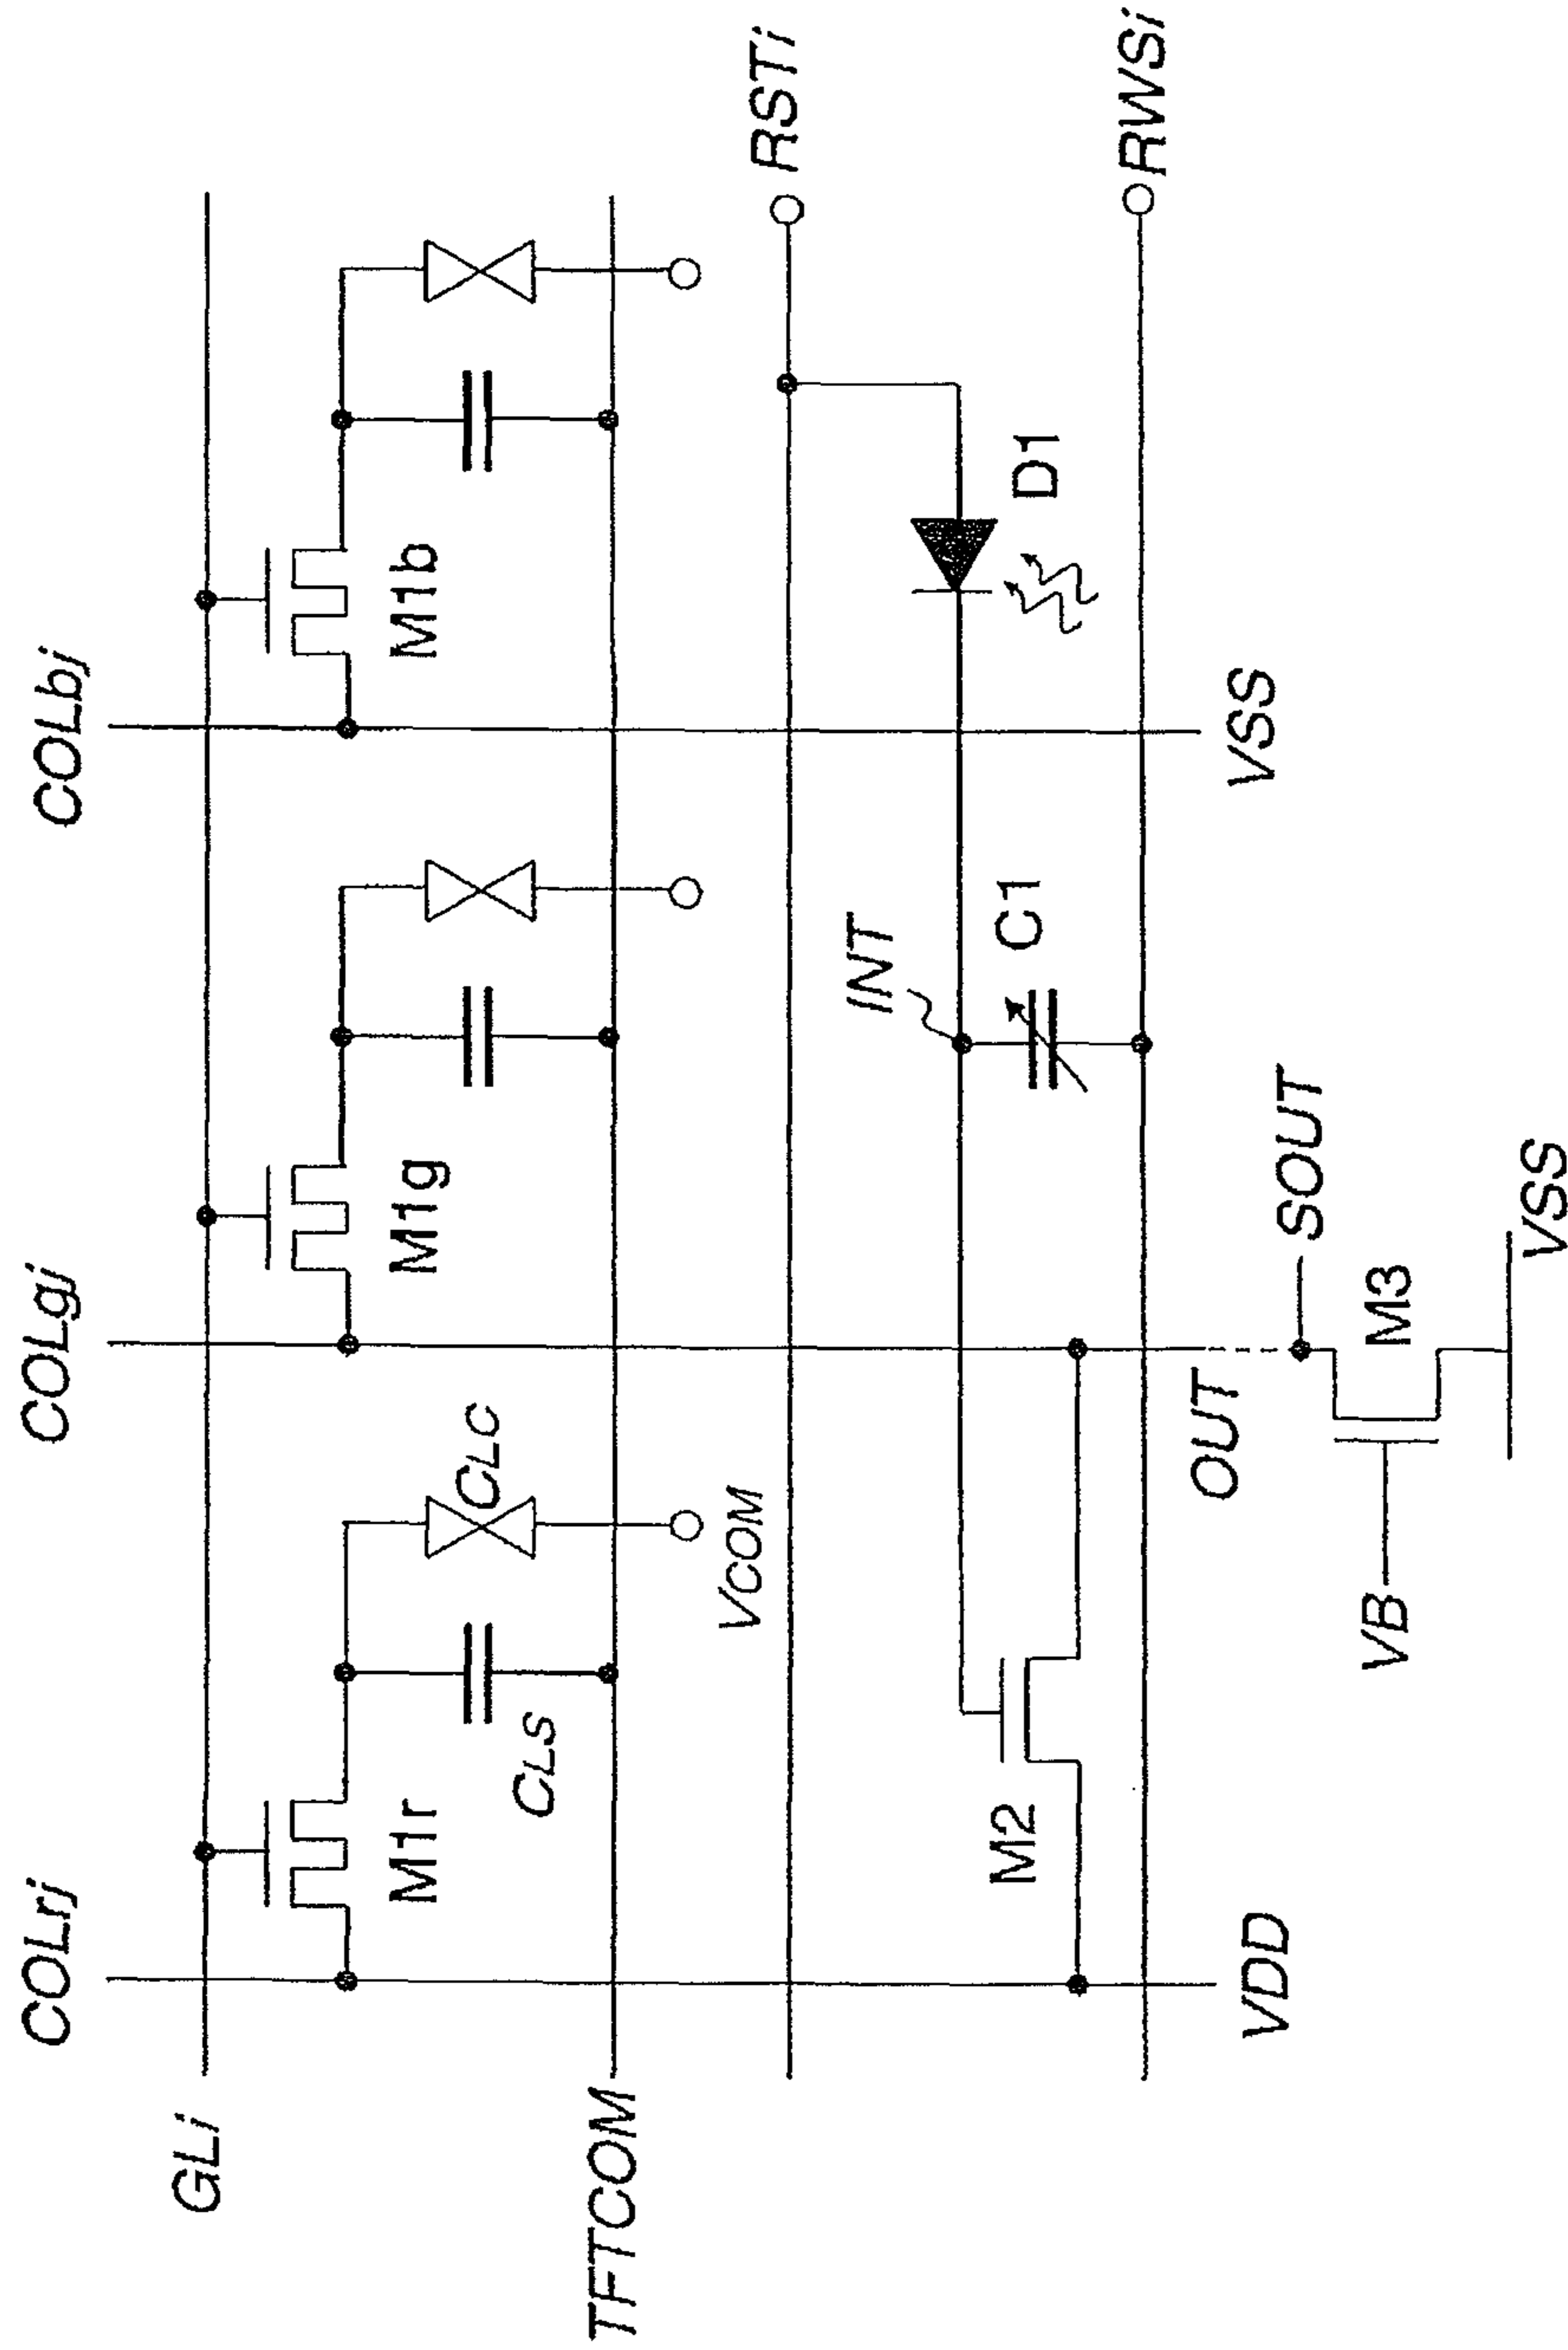 COLrj
COLgj
COLbj
GLi
M1r
M1g
M1b
CLS
CLC
TFTCOM
VCOM
RSTi
INT
M2
C1
D1
RWSi
VDD
OUT
VSS
SOUT
VB
M3
VSS